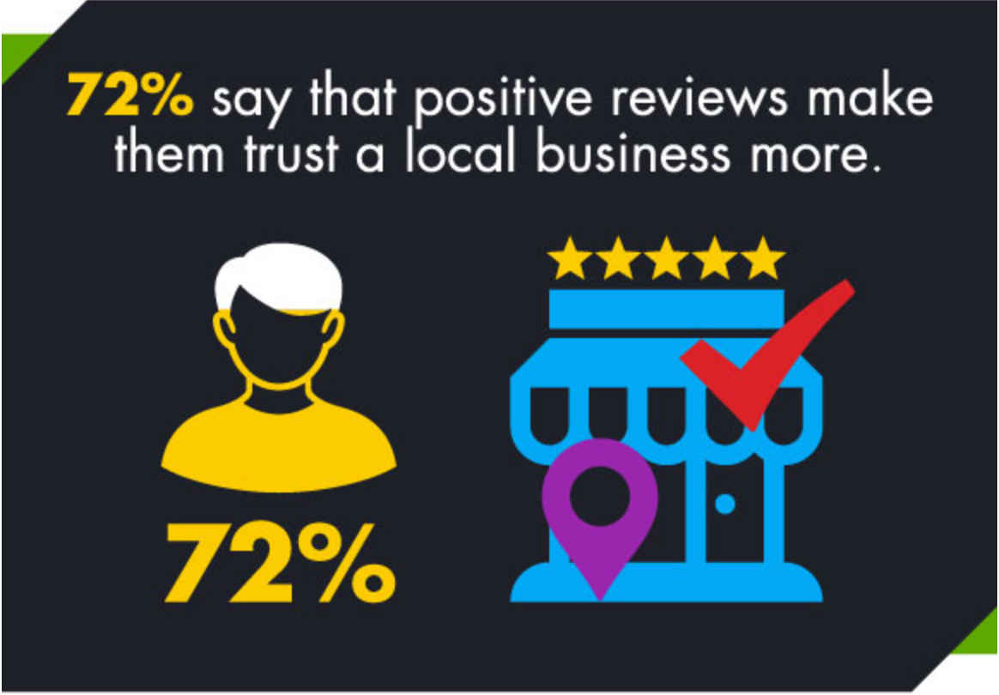 72% say that positive reviews make
them trust a local business more.
72%